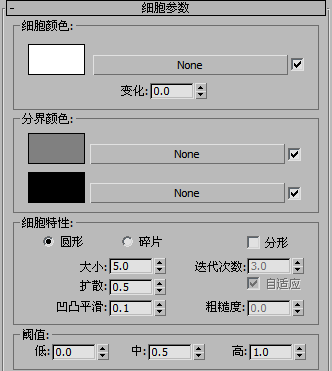 - 细胞参数
细胞颜色:
None
变化: 0.0
分界颜色:
None
None
细胞特性:
圆形 碎片 分形
大小: 5.0 迭代次数: 3.0
扩散: 0.5 自适应
凹凸平滑: 0.1 粗糙度: 0.0
阈值:
低: 0.0 中: 0.5 高: 1.0